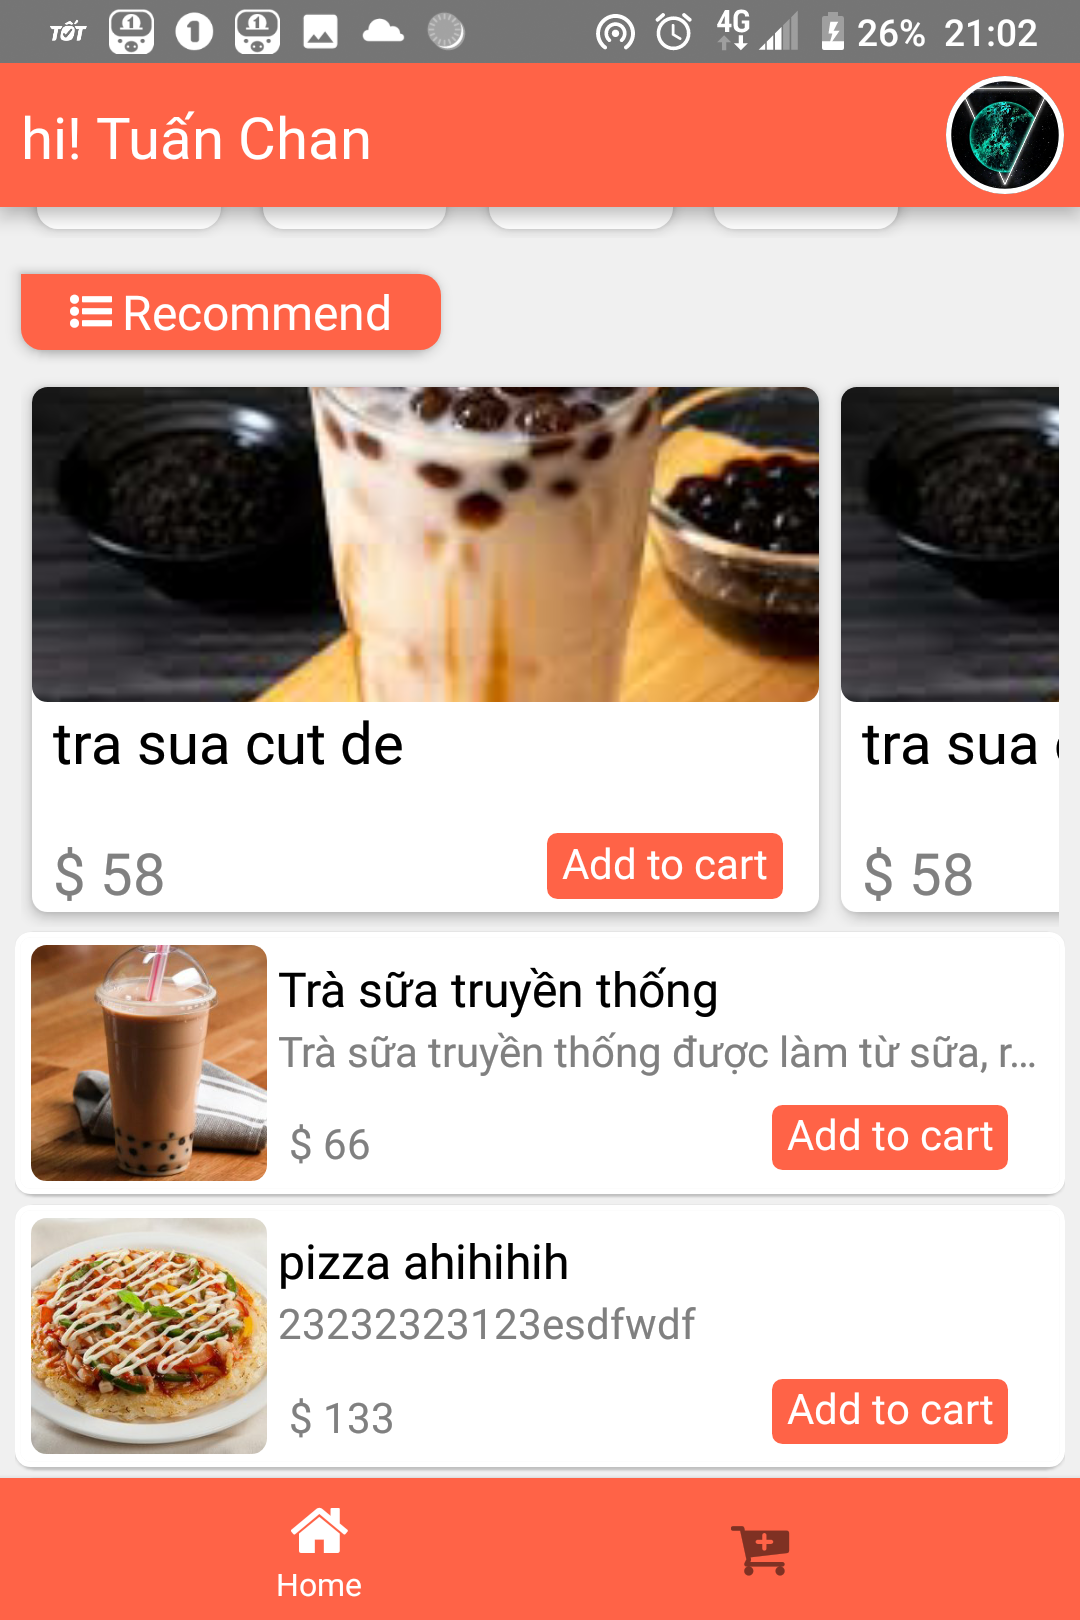 TỐT
4G
26% 21:02
hi! Tuấn Chan
Recommend
tra sua cut de
$ 58
Add to cart
tra sua
$ 58
Trà sữa truyền thống
Trà sữa truyền thống được làm từ sữa, r...
$ 66
Add to cart
pizza ahihihih
23232323123esdfwdf
$ 133
Add to cart
Home